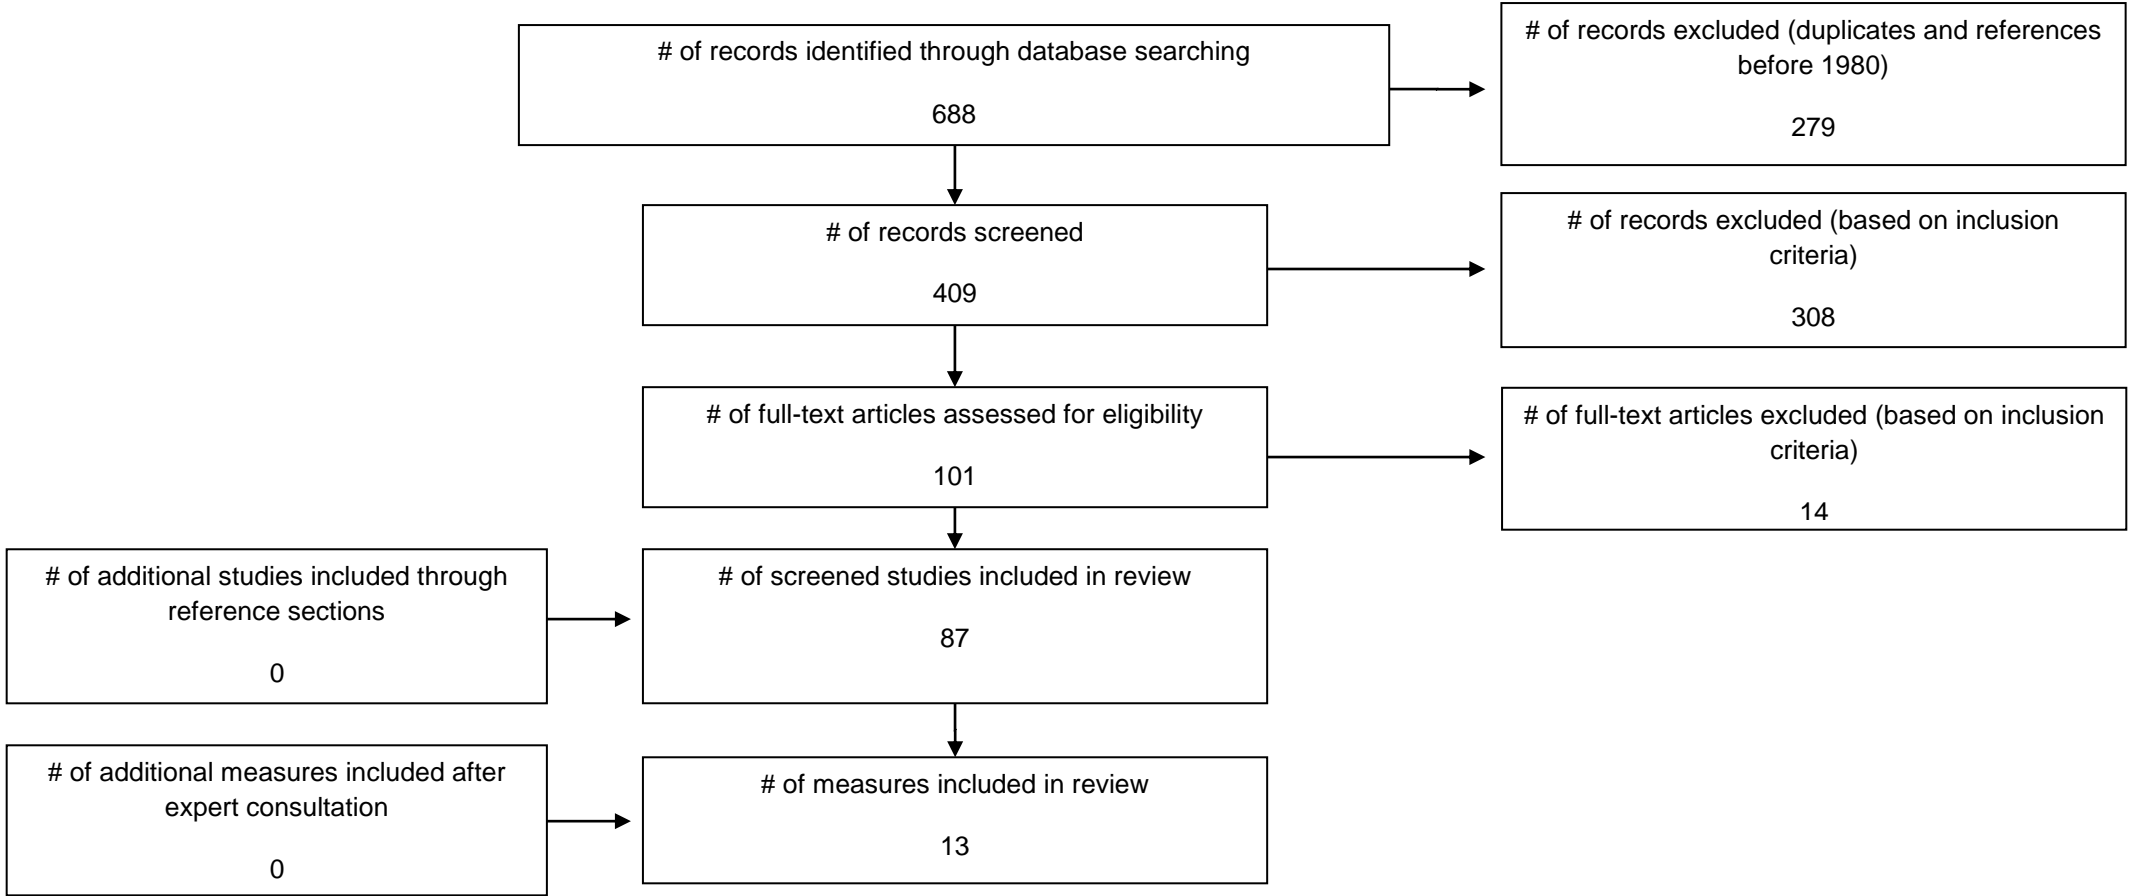 # of records identified through database searching
688
# of records excluded (duplicates and references
before 1980)
279
# of records screened
409
# of records excluded (based on inclusion
criteria)
308
# of full-text articles assessed for eligibility
101
# of full-text articles excluded (based on inclusion
criteria)
14
# of additional studies included through
reference sections
0
# of screened studies included in review
87
# of additional measures included after
expert consultation
0
# of measures included in review
13